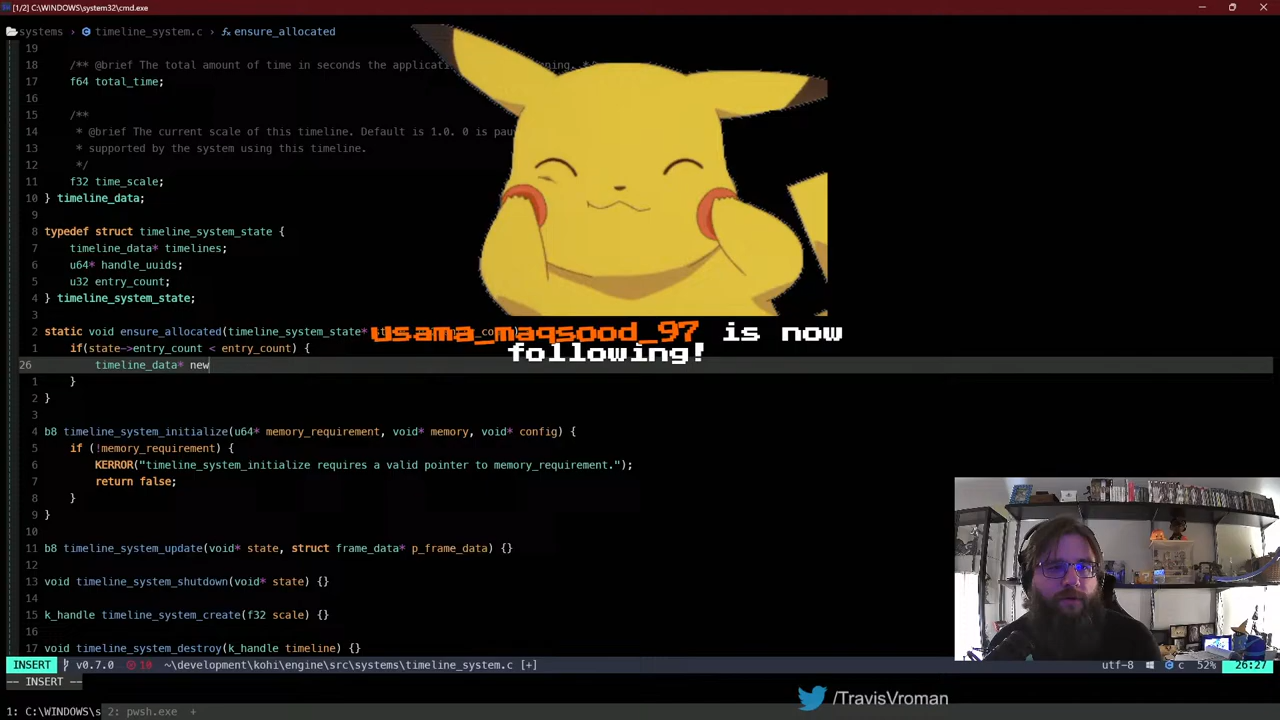 [1/2] C:\WINDOWS\system32\cmd.exe
systems > timeline_system.c > ensure_allocated
19
18 /** @brief The total amount of time in seconds the applicati
17 f64 total_time;
16
15 /**
14 * @brief The current scale of this timeline. Default is 1.0. 0 is pau
13 * supported by the system using this timeline.
12 */
11 f32 time_scale;
10 } timeline_data;
9
8 typedef struct timeline_system_state {
7 timeline_data* timelines;
6 u64* handle_uuids;
5 u32 entry_count;
4 } timeline_system_state;
3
2 static void ensure_allocated(timeline_system_state*
usama_maqsood_97 is now
following!
1 if(state->entry_count < entry_count) {
26 timeline_data* new
1 }
2 }
3
4 b8 timeline_system_initialize(u64* memory_requirement, void* memory, void* config) {
5 if (!memory_requirement) {
6 KERROR("timeline_system_initialize requires a valid pointer to memory_requirement.");
7 return false;
8 }
9 }
10
11 b8 timeline_system_update(void* state, struct frame_data* p_frame_data) {}
12
13 void timeline_system_shutdown(void* state) {}
14
15 k_handle timeline_system_create(f32 scale) {}
16
17 void timeline_system_destroy(k_handle timeline) {}
INSERT v0.7.0 10 ~\development\kohi\engine\src\systems\timeline_system.c [+] utf-8 c 52% 26:27
-- INSERT --
/TravisVroman
1: C:\WINDOWS\s 2: pwsh.exe +